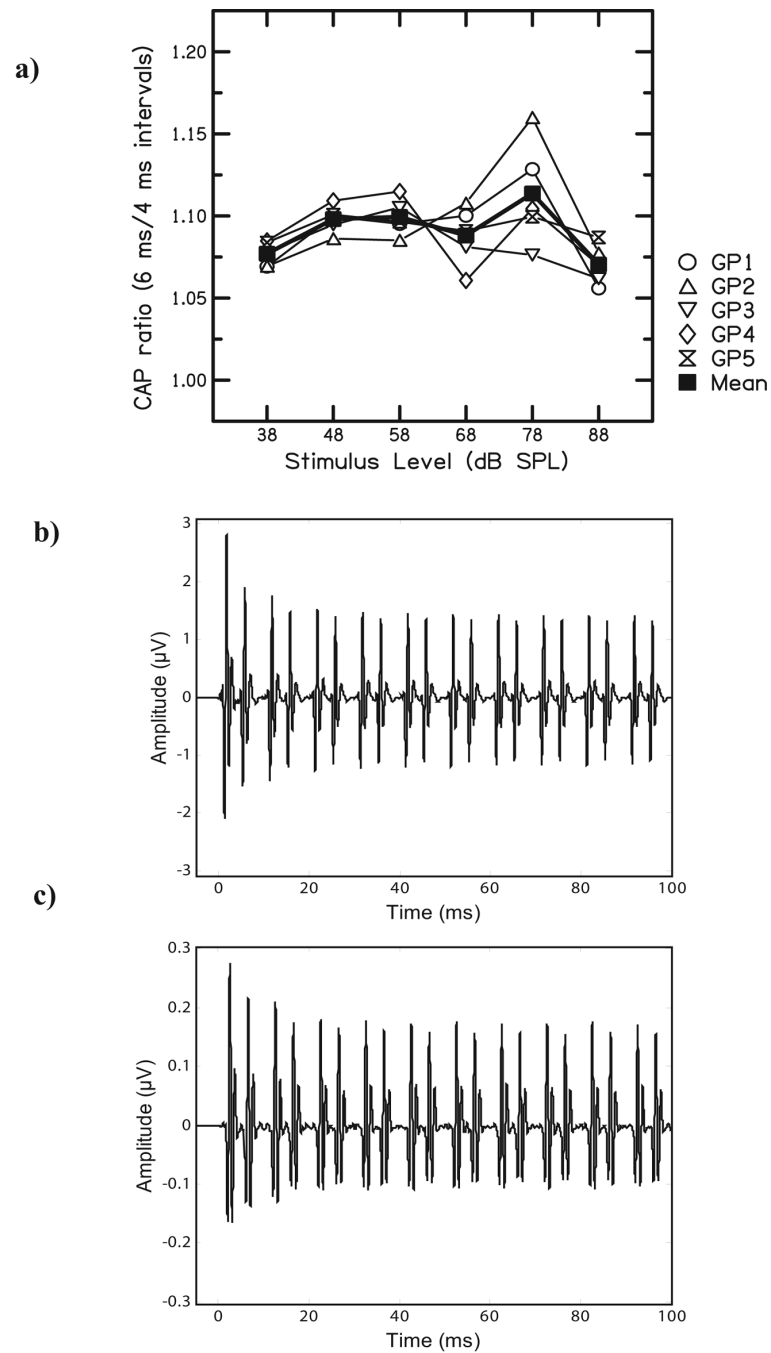 a)
CAP ratio (6 ms/4 ms intervals)
1.20
1.15
1.10
1.05
1.00
38 48 58 68 78 88
Stimulus Level (dB SPL)
GP1
GP2
GP3
GP4
GP5
Mean
b)
Amplitude (µV)
3
2
1
0
-1
-2
-3
0 20 40 60 80 100
Time (ms)
c)
Amplitude (µV)
0.3
0.2
0.1
0
-0.1
-0.2
-0.3
0 20 40 60 80 100
Time (ms)